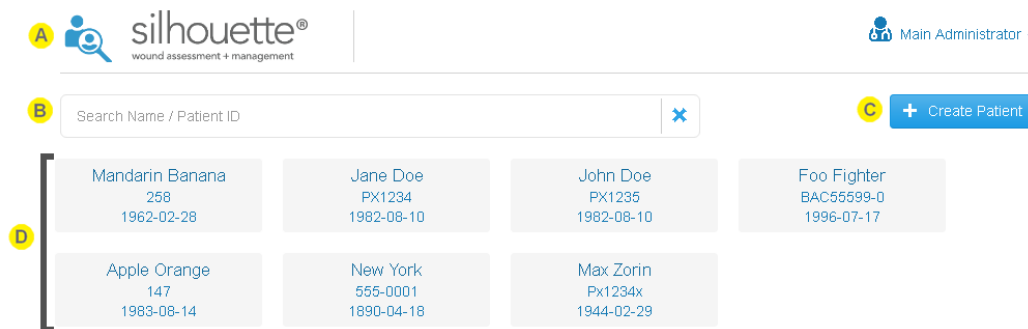 A
silhouette®
wound assessment + management
Main Administrator
B
Search Name / Patient ID
C
+ Create Patient
D
Mandarin Banana
258
1962-02-28
Jane Doe
PX1234
1982-08-10
John Doe
PX1235
1982-08-10
Foo Fighter
BAC55599-0
1996-07-17
Apple Orange
147
1983-08-14
New York
555-0001
1890-04-18
Max Zorin
Px1234x
1944-02-29